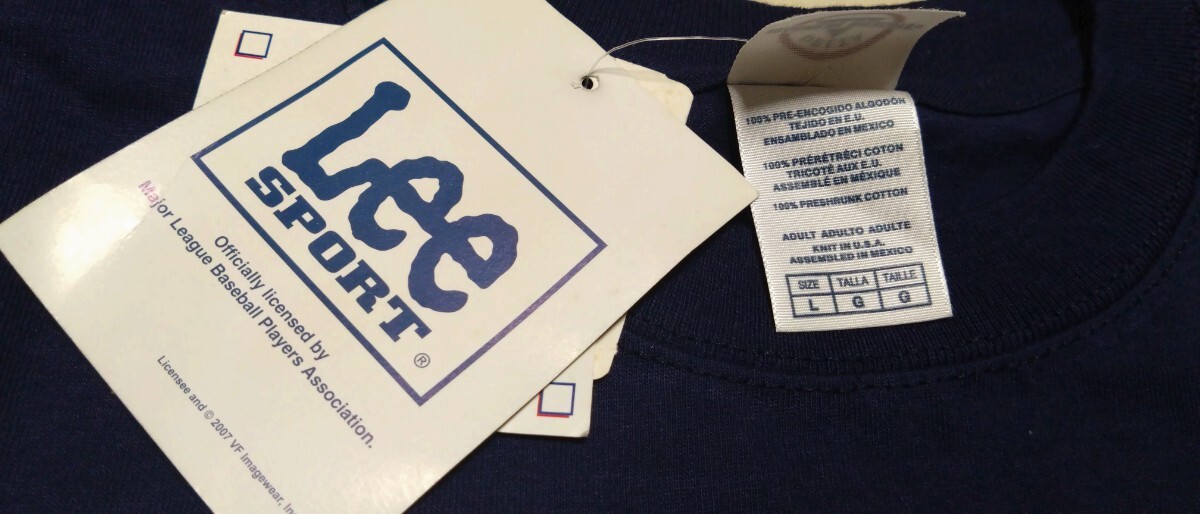 Lee
SPORT®
Officially licensed by
Major League Baseball Players Association.
Licensee and © 2007 VF Imagewear,
100% PRE-ENCOGIDO ALGODÓN
TEJIDO EN E.U.
ENSAMBLADO EN MEXICO
100% PRÉRÉTRÉCI COTON
TRICOTÉ AUX E.U.
ASSEMBLÉ EN MÉXIQUE
100% PRESHRUNK COTTON
ADULT ADULTO ADULTE
KNIT IN U.S.A.
ASSEMBLED IN MEXICO
SIZE TALLA TAILLE
L G G